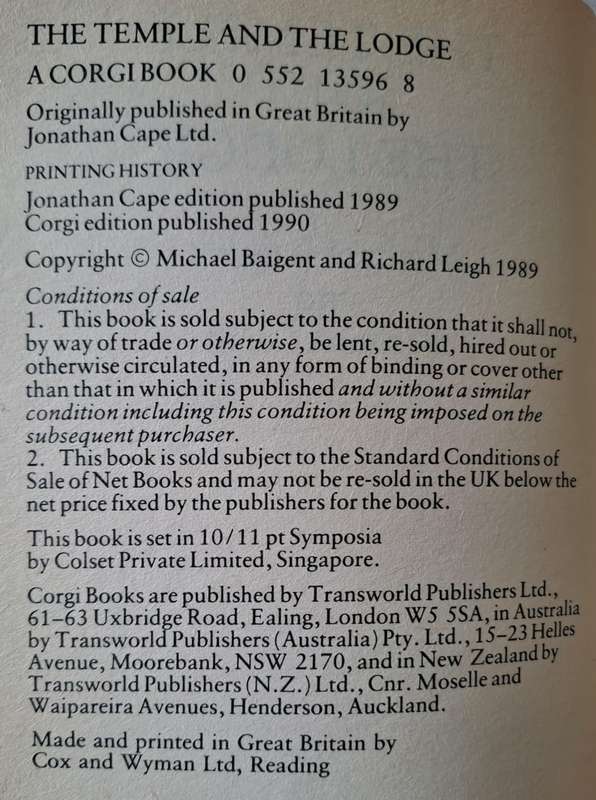 THE TEMPLE AND THE LODGE
A CORGI BOOK 0 552 13596 8
Originally published in Great Britain by
Jonathan Cape Ltd.
PRINTING HISTORY
Jonathan Cape edition published 1989
Corgi edition published 1990
Copyright © Michael Baigent and Richard Leigh 1989
Conditions of sale
1. This book is sold subject to the condition that it shall not,
by way of trade or otherwise, be lent, re-sold, hired out or
otherwise circulated, in any form of binding or cover other
than that in which it is published and without a similar
condition including this condition being imposed on the
subsequent purchaser.
2. This book is sold subject to the Standard Conditions of
Sale of Net Books and may not be re-sold in the UK below the
net price fixed by the publishers for the book.
This book is set in 10/11 pt Symposia
by Colset Private Limited, Singapore.
Corgi Books are published by Transworld Publishers Ltd.,
61–63 Uxbridge Road, Ealing, London W5 5SA, in Australia
by Transworld Publishers (Australia) Pty. Ltd., 15–23 Helles
Avenue, Moorebank, NSW 2170, and in New Zealand by
Transworld Publishers (N.Z.) Ltd., Cnr. Moselle and
Waipareira Avenues, Henderson, Auckland.
Made and printed in Great Britain by
Cox and Wyman Ltd, Reading